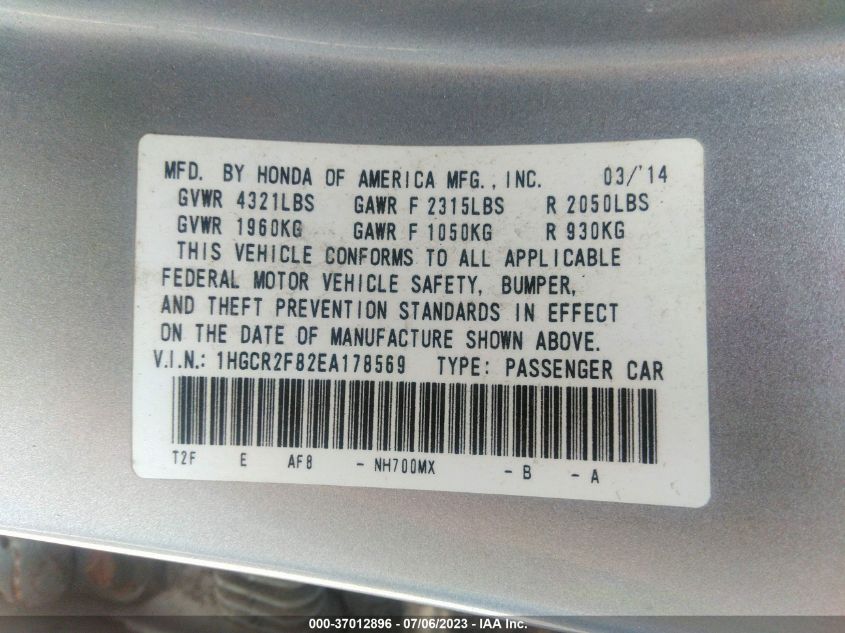 MFD. BY HONDA OF AMERICA MFG., INC. 03/'14
GVWR 4321LBS GAWR F 2315LBS R 2050LBS
GVWR 1960KG GAWR F 1050KG R 930KG
THIS VEHICLE CONFORMS TO ALL APPLICABLE
FEDERAL MOTOR VEHICLE SAFETY, BUMPER,
AND THEFT PREVENTION STANDARDS IN EFFECT
ON THE DATE OF MANUFACTURE SHOWN ABOVE.
V.I.N.: 1HGCR2F82EA178569 TYPE: PASSENGER CAR
T2F E AF8 - NH700MX - B - A
000-37012896 - 07/06/2023 - IAA Inc.